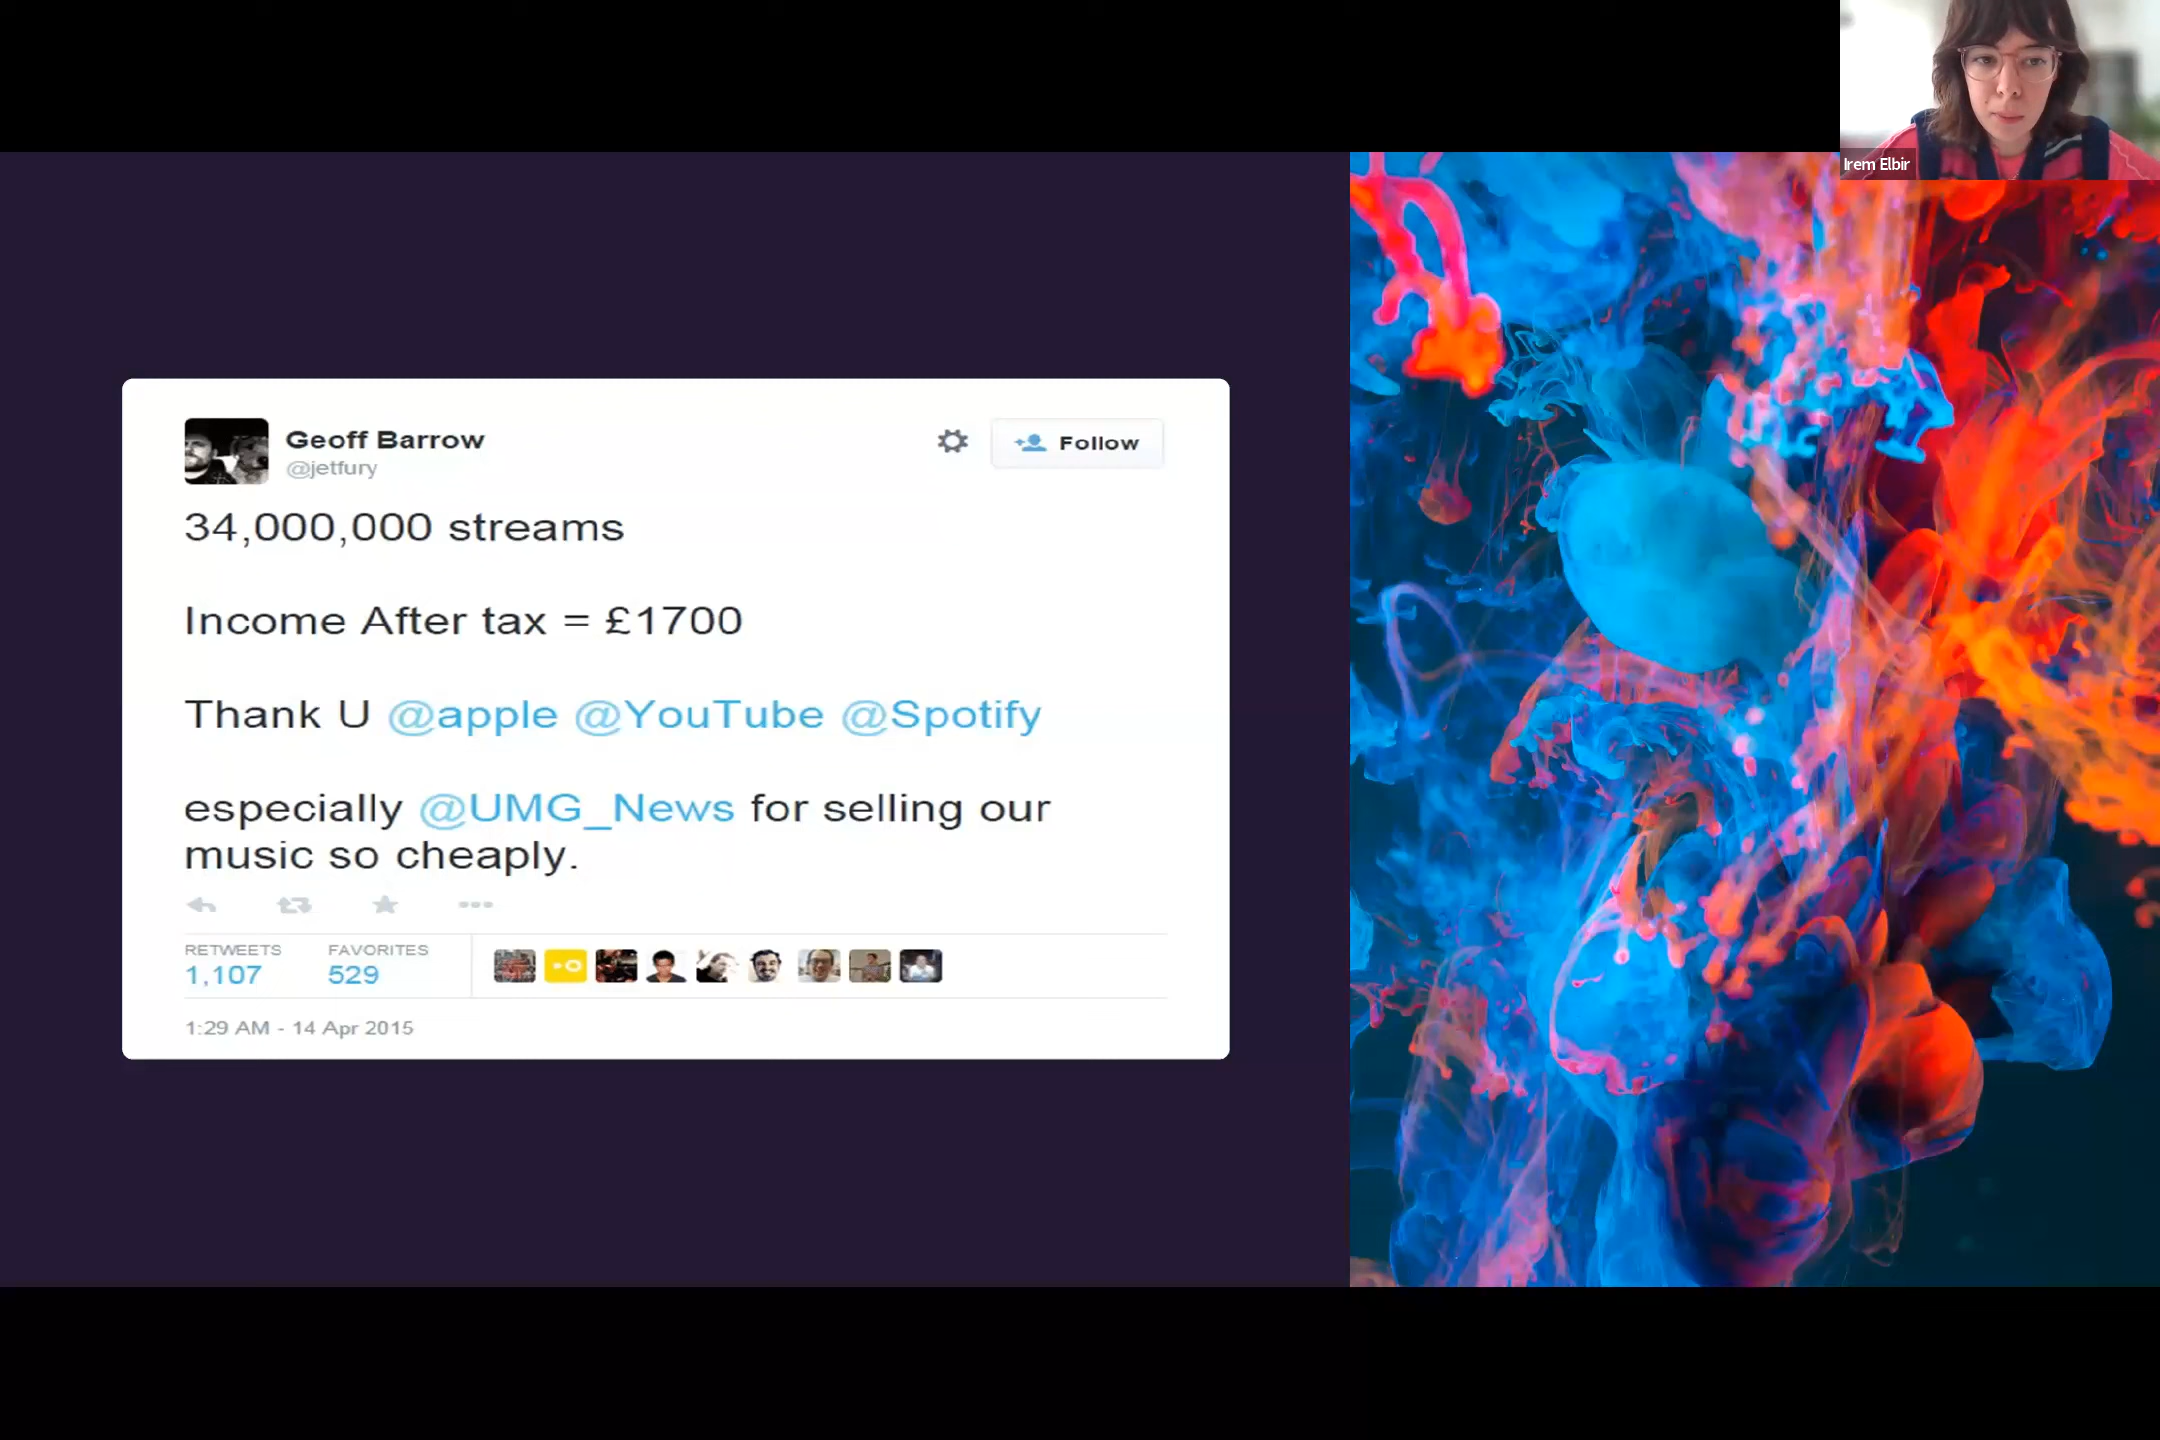 Irem Elbir
Geoff Barrow
@jetfury
Follow
34,000,000 streams
Income After tax = £1700
Thank U @apple @YouTube @Spotify
especially @UMG_News for selling our
music so cheaply.
RETWEETS FAVORITES
1,107 529
1:29 AM - 14 Apr 2015